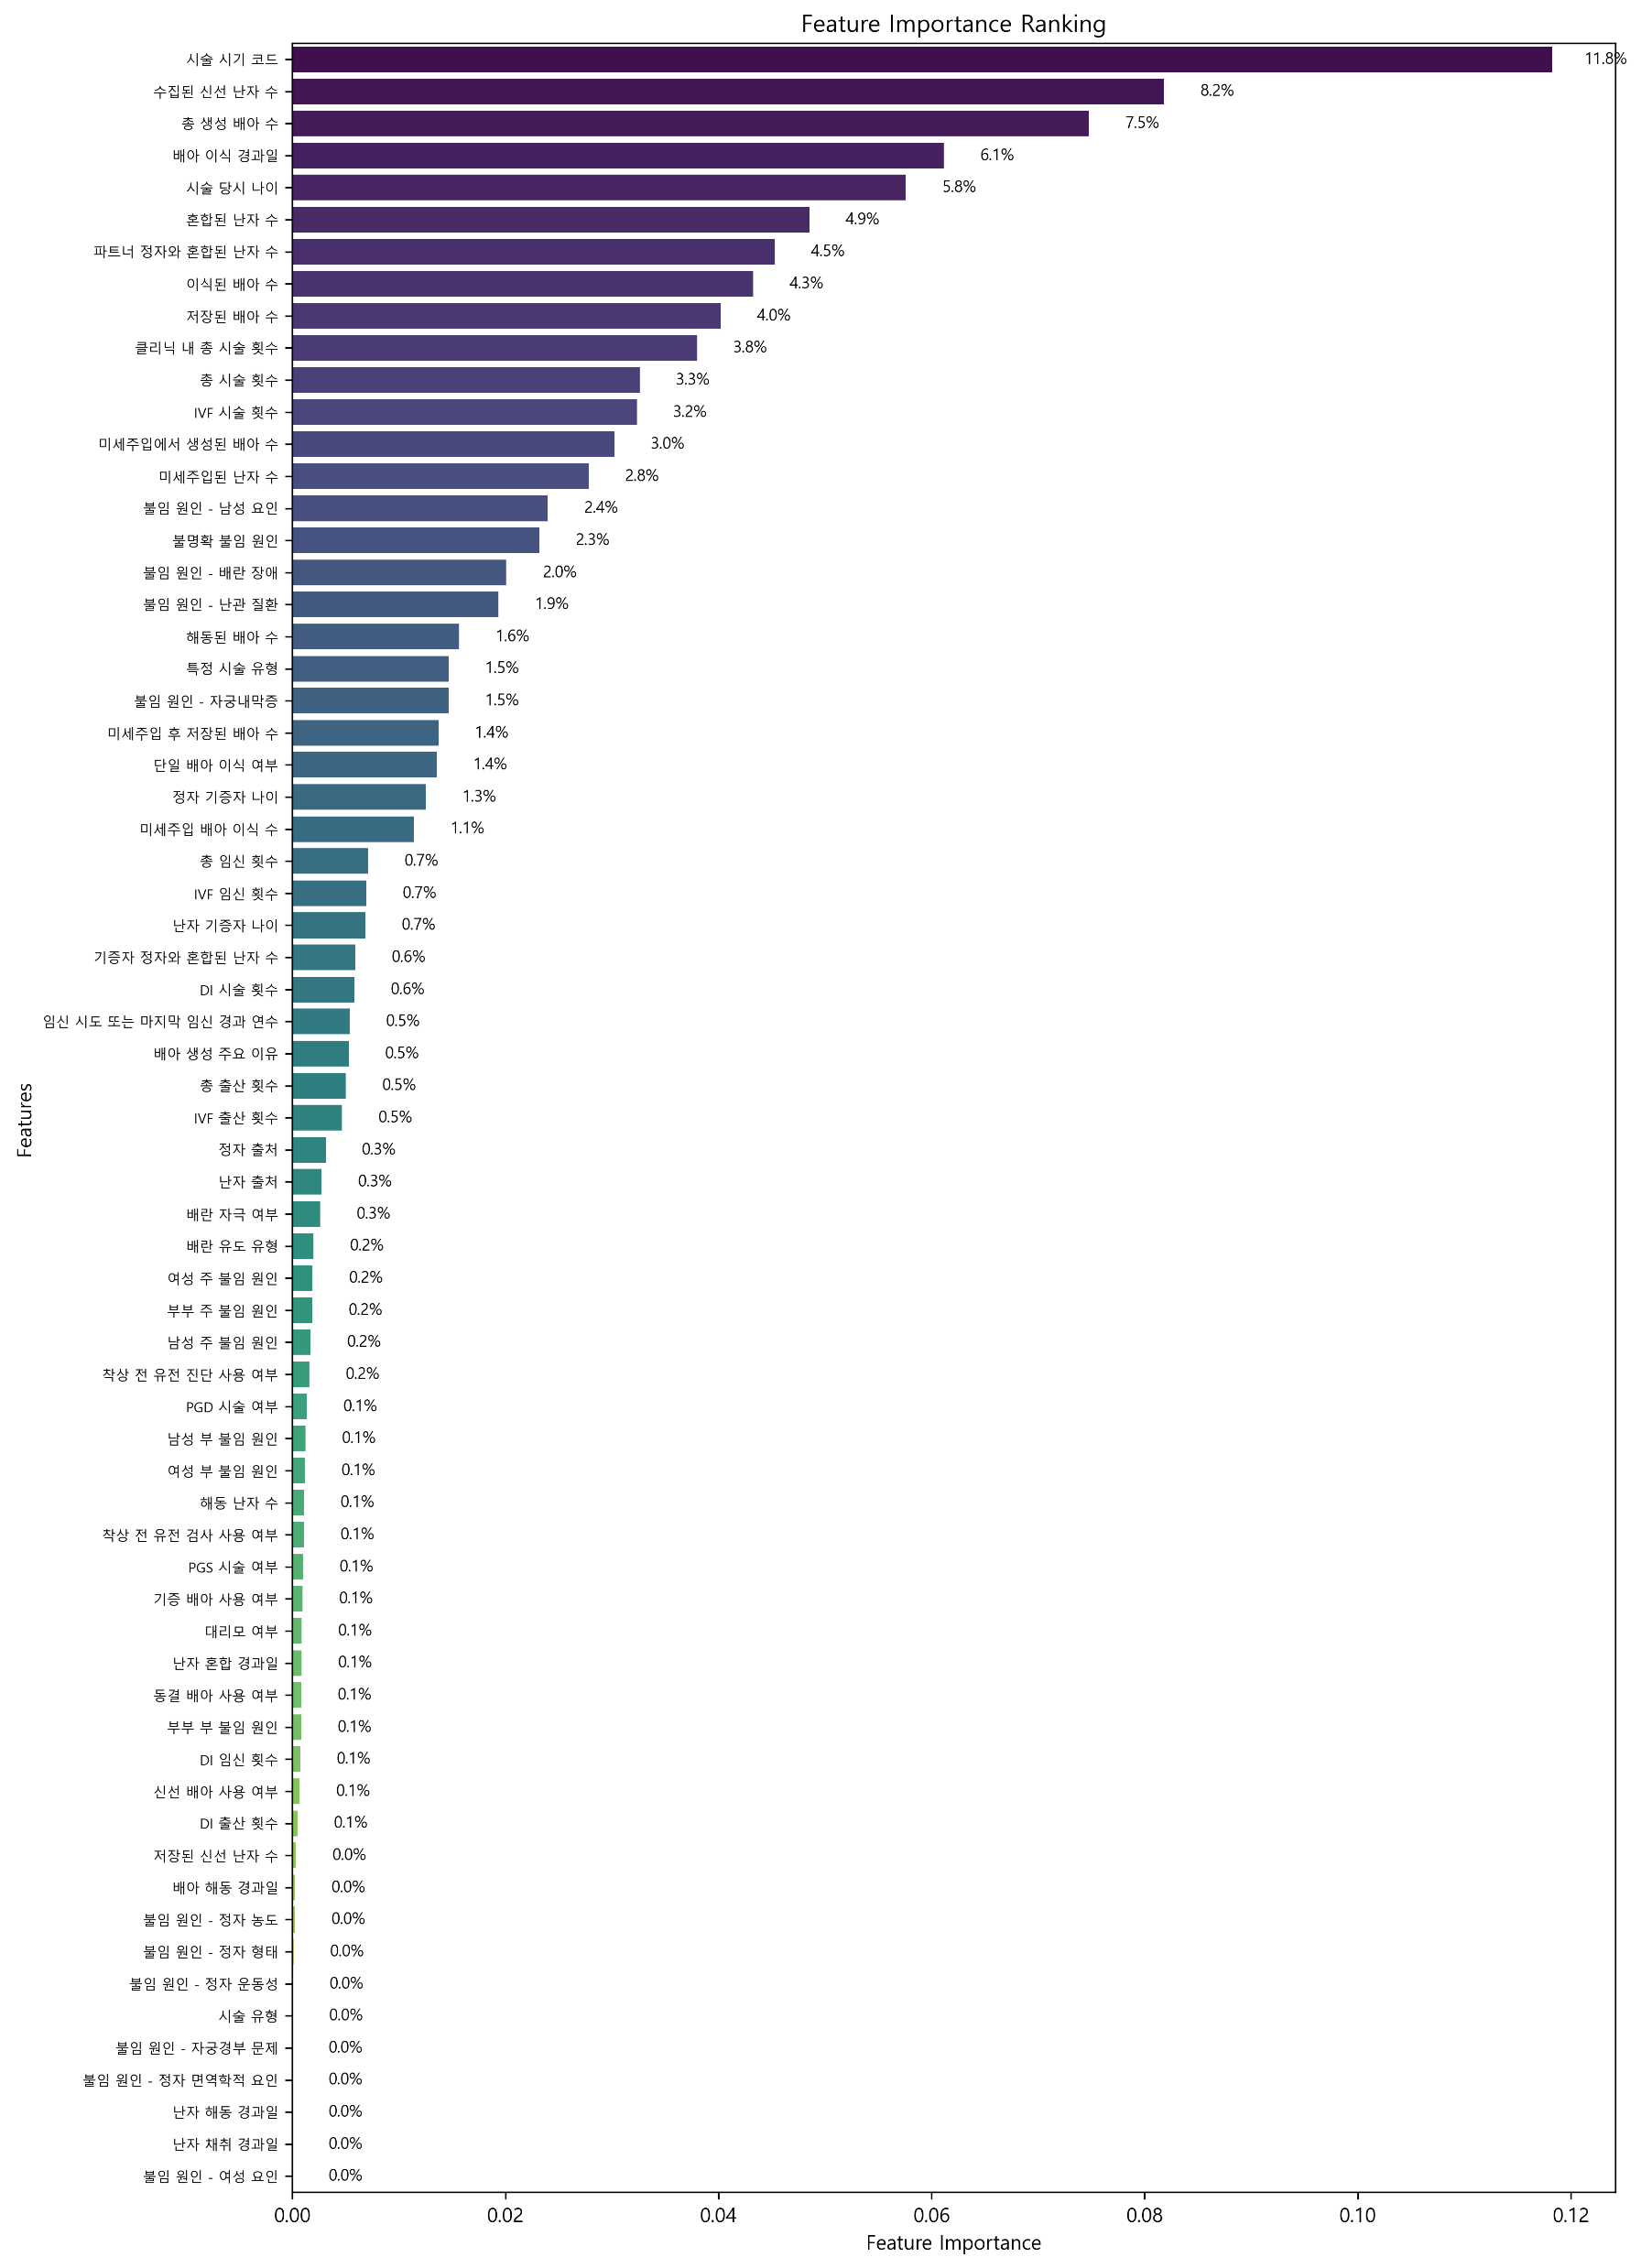 Feature Importance Ranking
시술 시기 코드 11.8%
수집된 신선 난자 수 8.2%
총 생성 배아 수 7.5%
배아 이식 경과일 6.1%
시술 당시 나이 5.8%
혼합된 난자 수 4.9%
파트너 정자와 혼합된 난자 수 4.5%
이식된 배아 수 4.3%
저장된 배아 수 4.0%
클리닉 내 총 시술 횟수 3.8%
총 시술 횟수 3.3%
IVF 시술 횟수 3.2%
미세주입에서 생성된 배아 수 3.0%
미세주입된 난자 수 2.8%
불임 원인 - 남성 요인 2.4%
불명확 불임 원인 2.3%
불임 원인 - 배란 장애 2.0%
불임 원인 - 난관 질환 1.9%
해동된 배아 수 1.6%
특정 시술 유형 1.5%
불임 원인 - 자궁내막증 1.5%
미세주입 후 저장된 배아 수 1.4%
단일 배아 이식 여부 1.4%
정자 기증자 나이 1.3%
미세주입 배아 이식 수 1.1%
총 임신 횟수 0.7%
IVF 임신 횟수 0.7%
난자 기증자 나이 0.7%
기증자 정자와 혼합된 난자 수 0.6%
DI 시술 횟수 0.6%
임신 시도 또는 마지막 임신 경과 연수 0.5%
배아 생성 주요 이유 0.5%
총 출산 횟수 0.5%
IVF 출산 횟수 0.5%
정자 출처 0.3%
난자 출처 0.3%
배란 자극 여부 0.3%
배란 유도 유형 0.2%
여성 주 불임 원인 0.2%
부부 주 불임 원인 0.2%
남성 주 불임 원인 0.2%
착상 전 유전 진단 사용 여부 0.2%
PGD 시술 여부 0.1%
남성 부 불임 원인 0.1%
여성 부 불임 원인 0.1%
해동 난자 수 0.1%
착상 전 유전 검사 사용 여부 0.1%
PGS 시술 여부 0.1%
기증 배아 사용 여부 0.1%
대리모 여부 0.1%
난자 혼합 경과일 0.1%
동결 배아 사용 여부 0.1%
부부 부 불임 원인 0.1%
DI 임신 횟수 0.1%
신선 배아 사용 여부 0.1%
DI 출산 횟수 0.1%
저장된 신선 난자 수 0.0%
배아 해동 경과일 0.0%
불임 원인 - 정자 농도 0.0%
불임 원인 - 정자 형태 0.0%
불임 원인 - 정자 운동성 0.0%
시술 유형 0.0%
불임 원인 - 자궁경부 문제 0.0%
불임 원인 - 정자 면역학적 요인 0.0%
난자 해동 경과일 0.0%
난자 채취 경과일 0.0%
불임 원인 - 여성 요인 0.0%
Features
0.00 0.02 0.04 0.06 0.08 0.10 0.12
Feature Importance